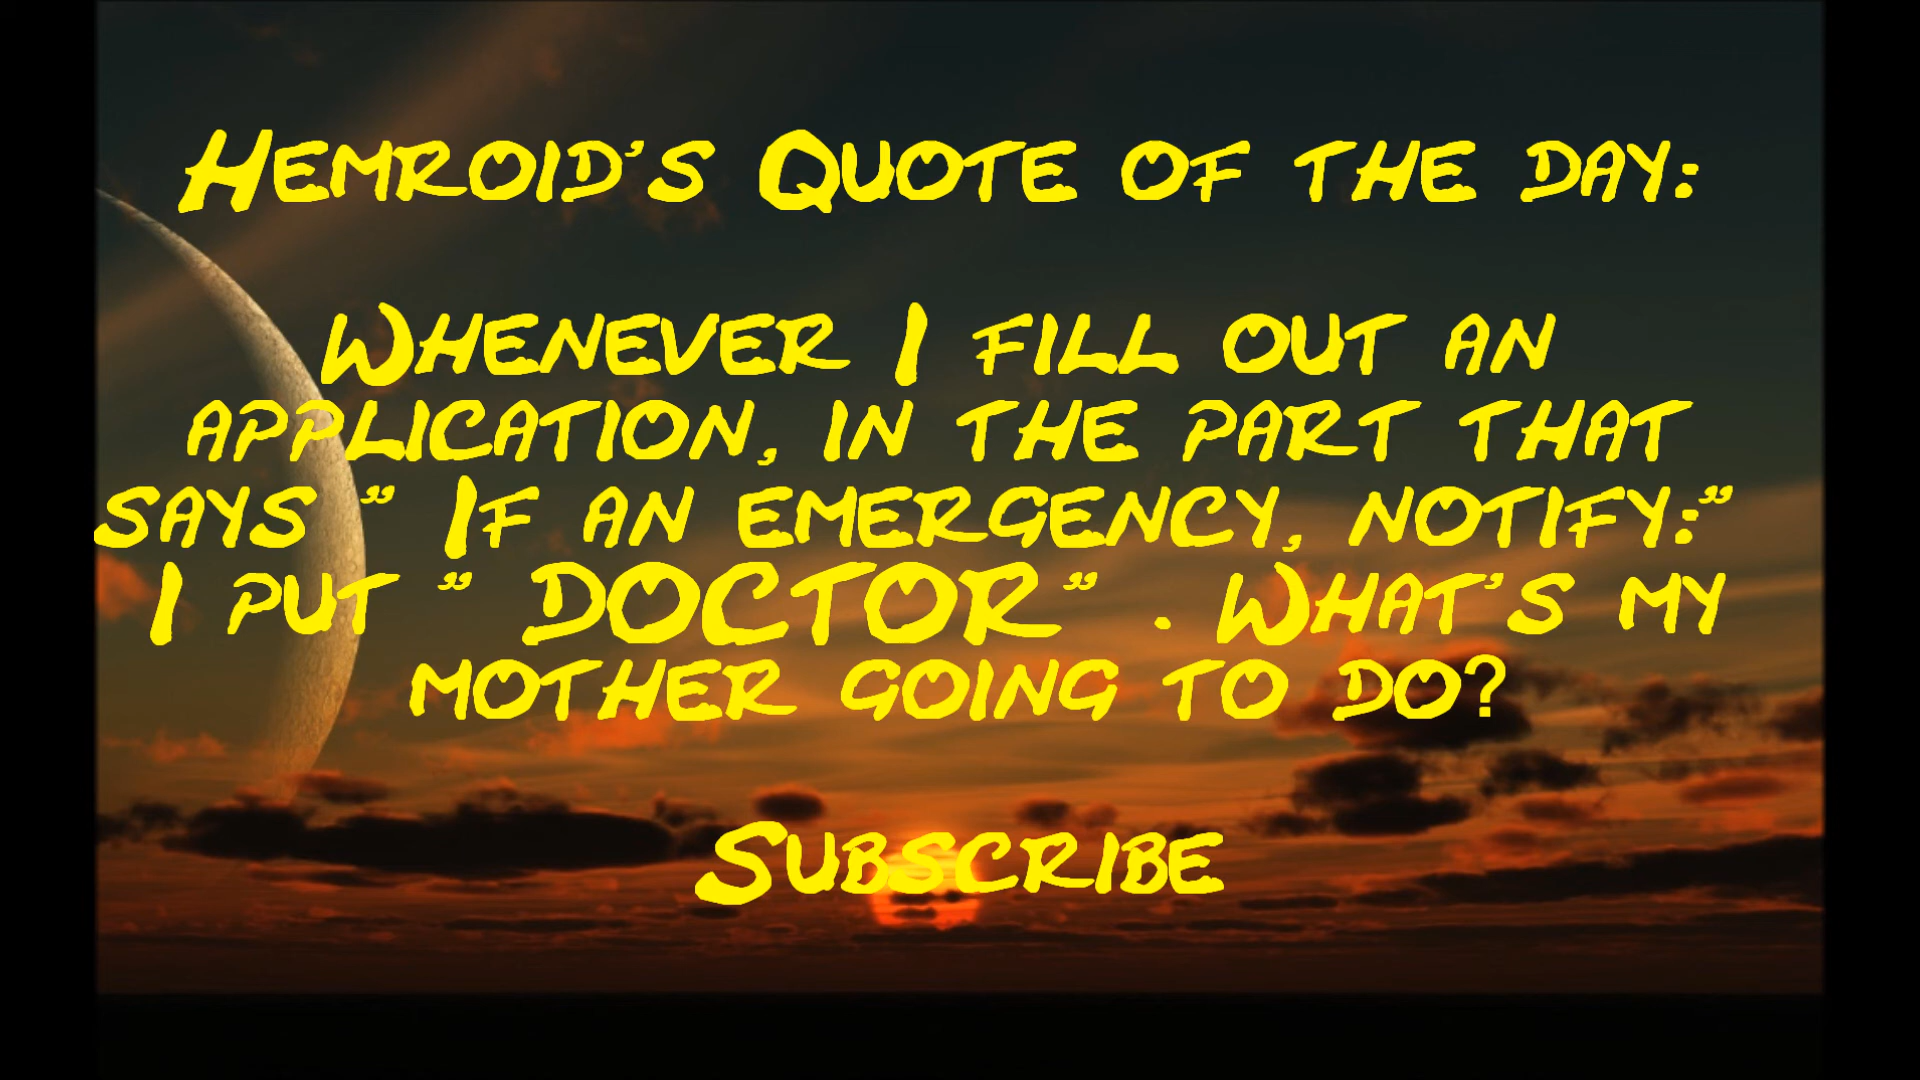 Hemroid's Quote of the day:
Whenever I fill out an
application, in the part that
says " If an emergency, notify:"
I put " DOCTOR" . What's my
mother going to do?
Subscribe